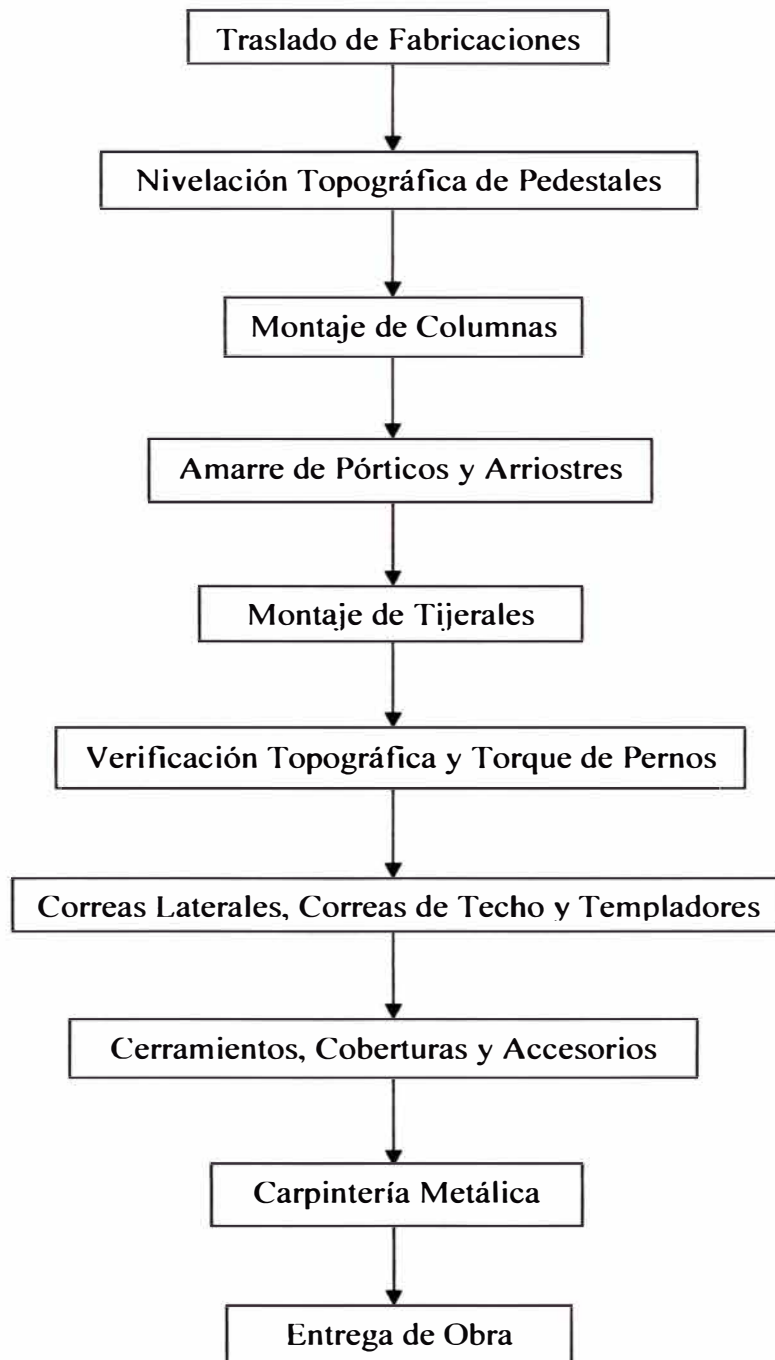 Traslado de Fabricaciones
Nivelación Topográfica de Pedestales
Montaje de Columnas
Amarre de Pórticos y Arriostres
Montaje de Tijerales
Verificación Topográfica y Torque de Pernos
Correas Laterales, Correas de Techo y Templadores
Cerramientos, Coberturas y Accesorios
Carpintería Metálica
Entrega de Obra